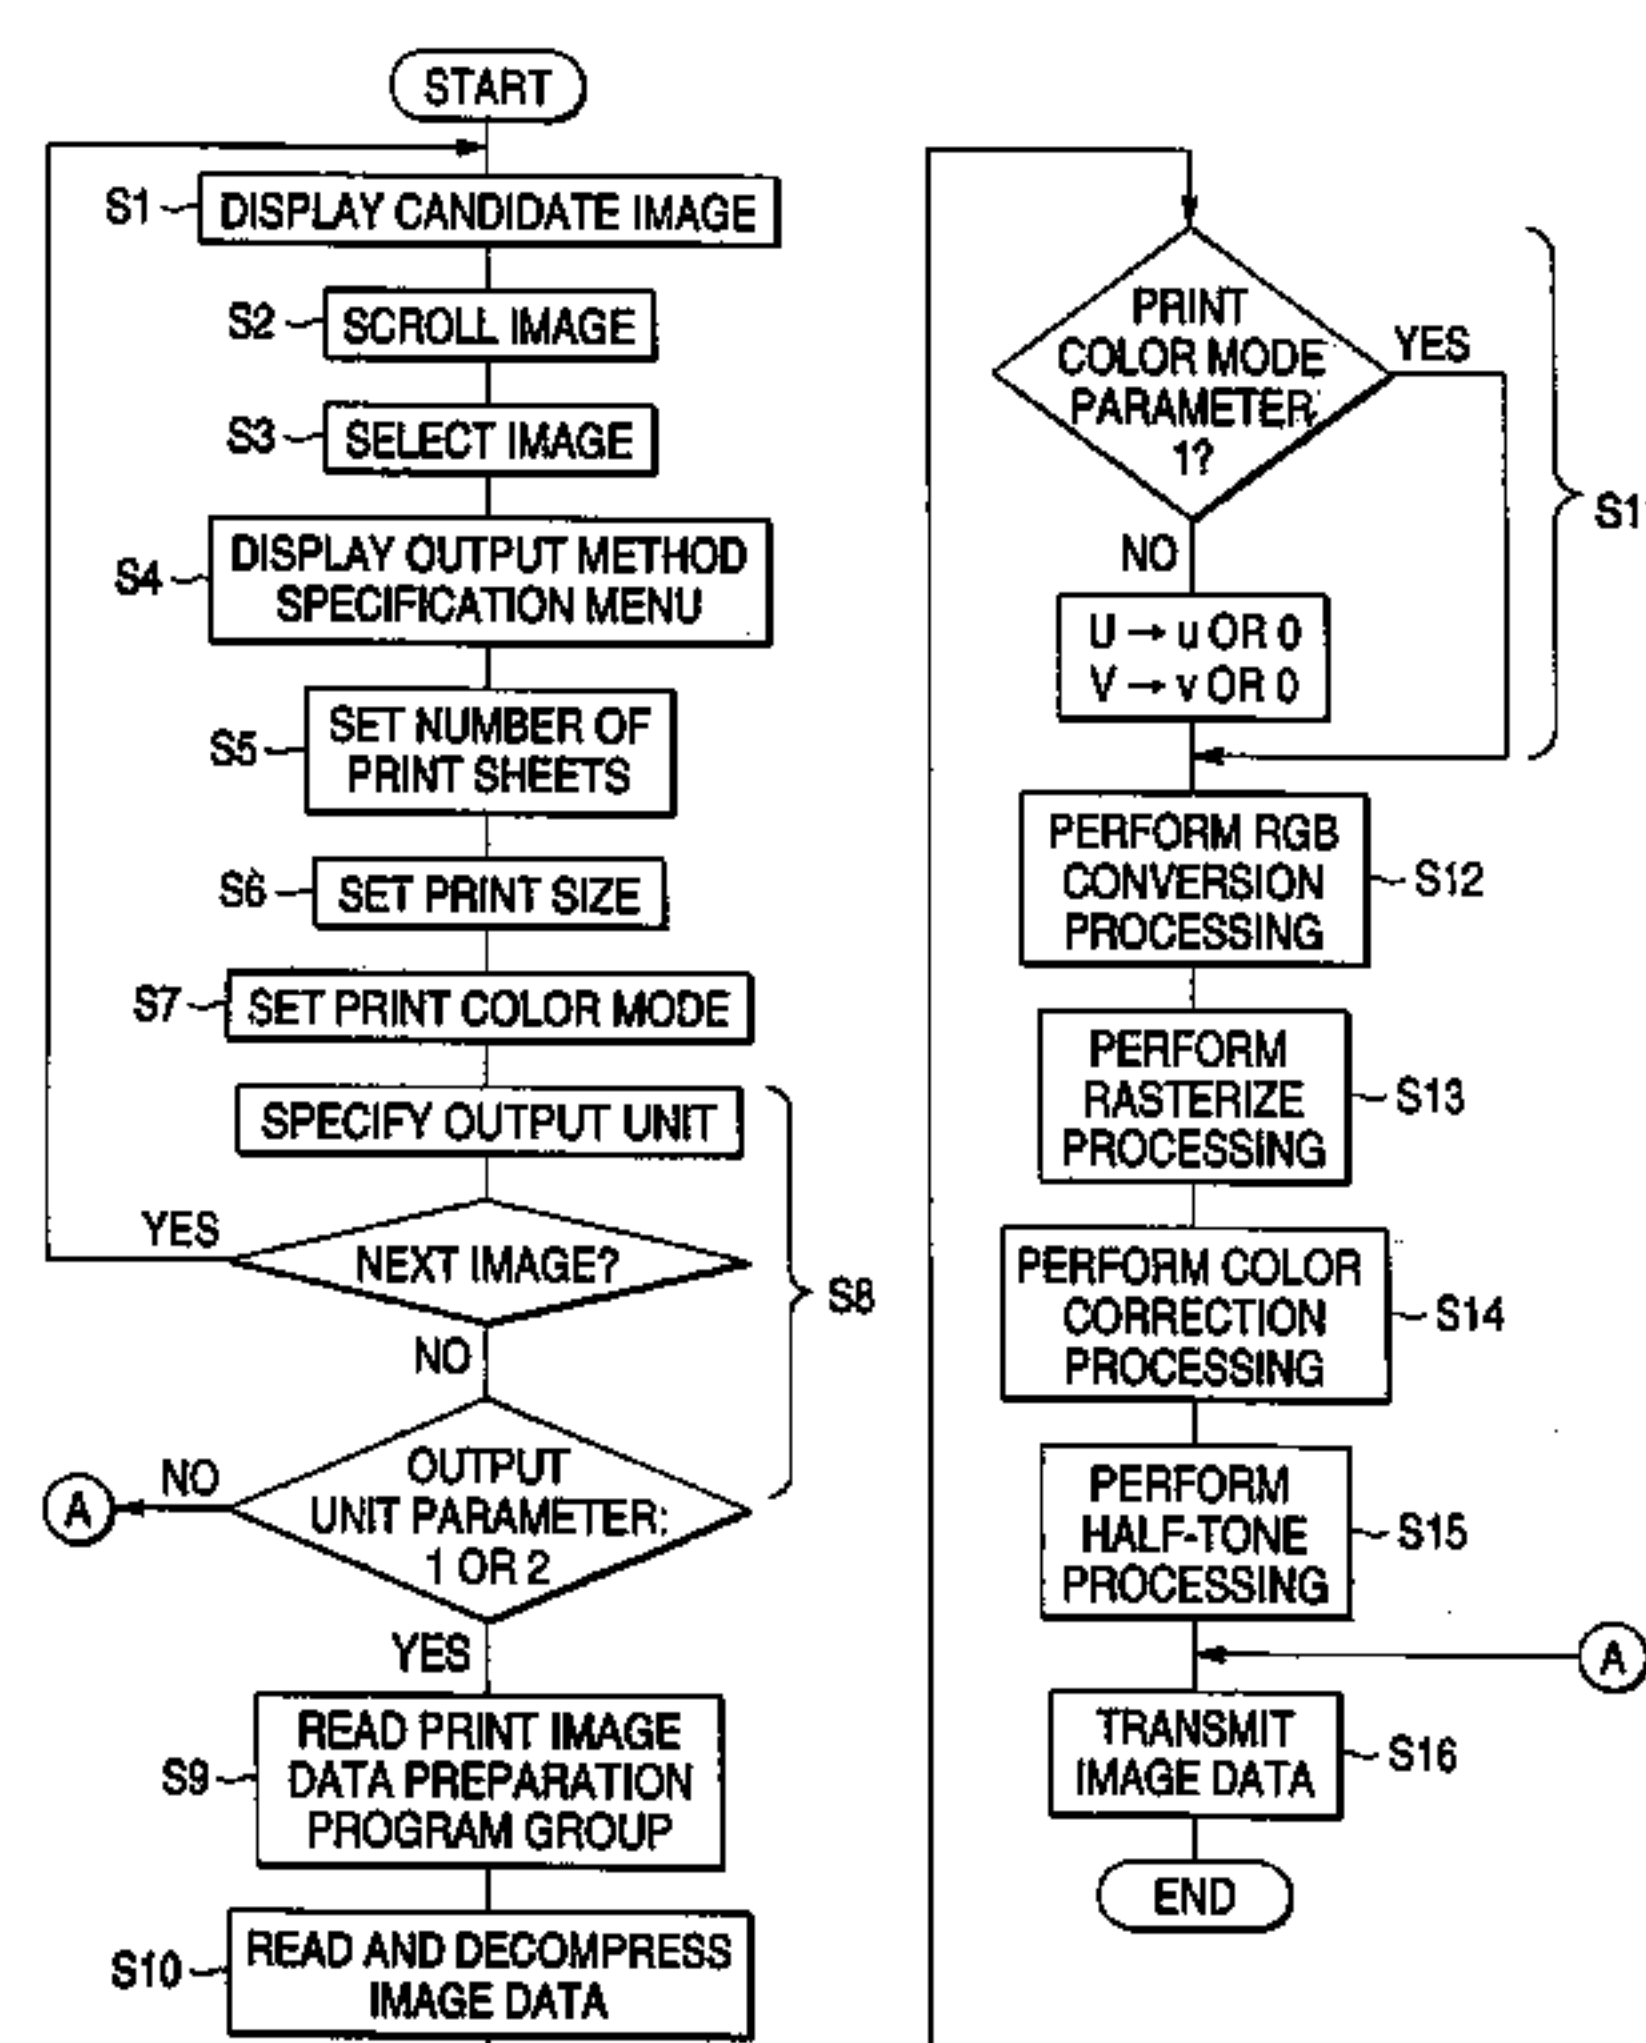 START
S1
DISPLAY CANDIDATE IMAGE
S2
SCROLL IMAGE
S3
SELECT IMAGE
S4
DISPLAY OUTPUT METHOD
SPECIFICATION MENU
S5
SET NUMBER OF
PRINT SHEETS
S6
SET PRINT SIZE
S7
SET PRINT COLOR MODE
SPECIFY OUTPUT UNIT
YES
NEXT IMAGE?
S8
NO
NO
A
OUTPUT
UNIT PARAMETER:
1 OR 2
YES
S9
READ PRINT IMAGE
DATA PREPARATION
PROGRAM GROUP
S10
READ AND DECOMPRESS
IMAGE DATA
PRINT
COLOR MODE
PARAMETER
1?
YES
NO
U → u OR 0
V → v OR 0
PERFORM RGB
CONVERSION
PROCESSING
S12
PERFORM
RASTERIZE
PROCESSING
S13
PERFORM COLOR
CORRECTION
PROCESSING
S14
PERFORM
HALF-TONE
PROCESSING
S15
A
TRANSMIT
IMAGE DATA
S16
END